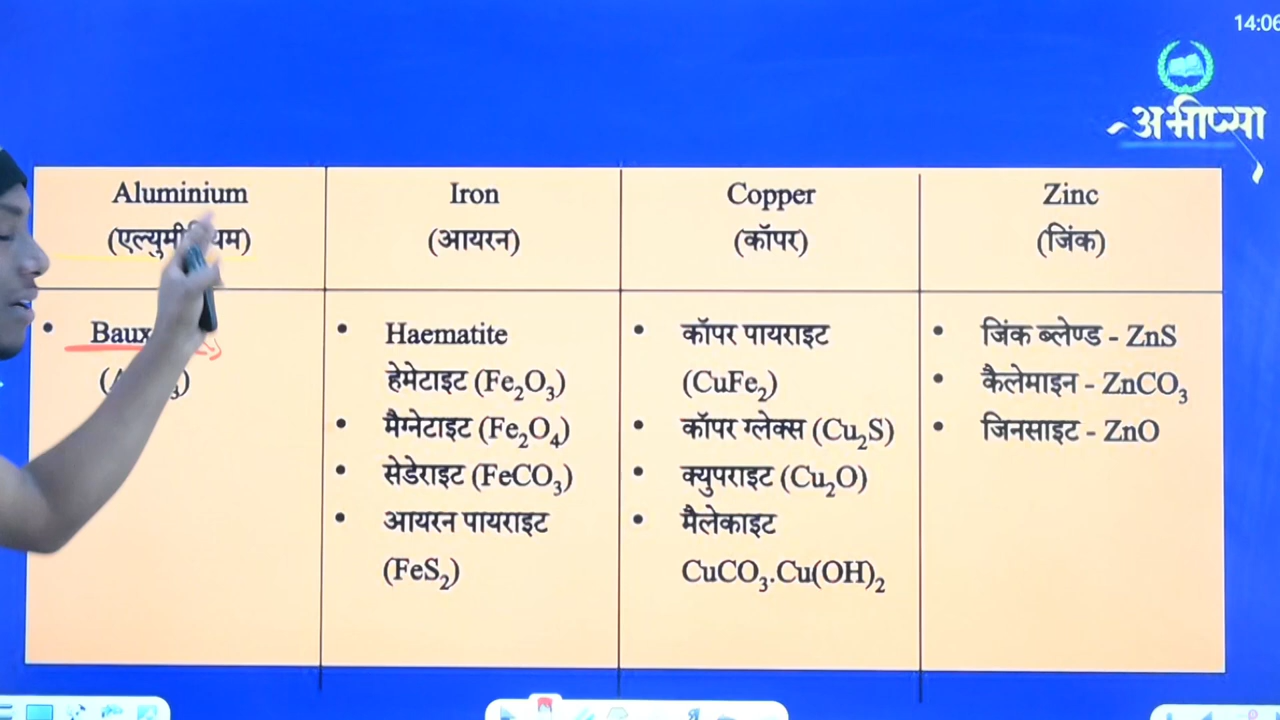 14:06
अभीप्सा
Aluminium
Iron
Copper
Zinc
(आयरन)
(कॉपर)
(जिंक)
• Haematite
हेमेटाइट (Fe₂O₃)
• मैग्नेटाइट (Fe₂O₄)
• सेडेराइट (FeCO₃)
• आयरन पायराइट
(FeS₂)
• कॉपर पायराइट
(CuFe₂)
• कॉपर ग्लेक्स (Cu₂S)
• क्युपराइट (Cu₂O)
• मैलेकाइट
CuCO₃.Cu(OH)₂
• जिंक ब्लेण्ड - ZnS
• कैलेमाइन - ZnCO₃
• जिनसाइट - ZnO